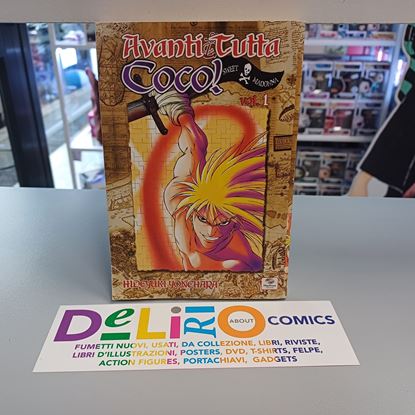 Avanti Tutta
Coco!
SWEET MADONNA
VOL. 1
HIDEYUKI YONEHARA
DeLiRiO
ABOUT COMICS
FUMETTI NUOVI, USATI, DA COLLEZIONE, LIBRI, RIVISTE,
LIBRI D'ILLUSTRAZIONI, POSTERS, DVD, T-SHIRTS, FELPE,
ACTION FIGURES, PORTACHIAVI, GADGETS